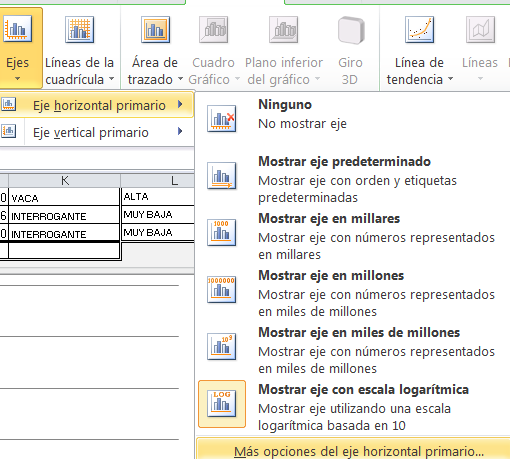 Ejes
Líneas de la
cuadrícula
Área de
trazado
Cuadro
Gráfico
Plano inferior
del gráfico
Giro
3D
Línea de
tendencia
Líneas
Eje horizontal primario
Eje vertical primario
K L
0 VACA ALTA
6 INTERROGANTE MUY BAJA
0 INTERROGANTE MUY BAJA
Ninguno
No mostrar eje
Mostrar eje predeterminado
Mostrar eje con orden y etiquetas
predeterminadas
1000
Mostrar eje en millares
Mostrar eje con números representados
en millares
1000000
Mostrar eje en millones
Mostrar eje con números representados
en miles de millones
10⁹
Mostrar eje en miles de millones
Mostrar eje con números representados
en miles de millones
LOG
Mostrar eje con escala logarítmica
Mostrar eje utilizando una escala
logarítmica basada en 10
Más opciones del eje horizontal primario...